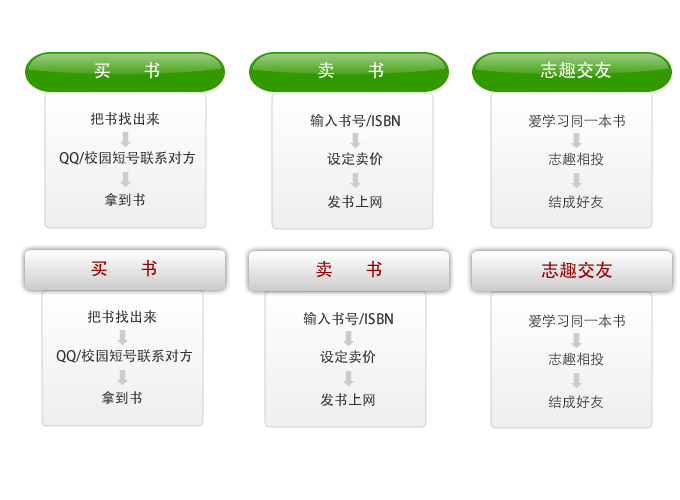 买 书
把书找出来
QQ/校园短号联系对方
拿到书
卖 书
输入书号/ISBN
设定卖价
发书上网
志趣交友
爱学习同一本书
志趣相投
结成好友
买 书
把书找出来
QQ/校园短号联系对方
拿到书
卖 书
输入书号/ISBN
设定卖价
发书上网
志趣交友
爱学习同一本书
志趣相投
结成好友